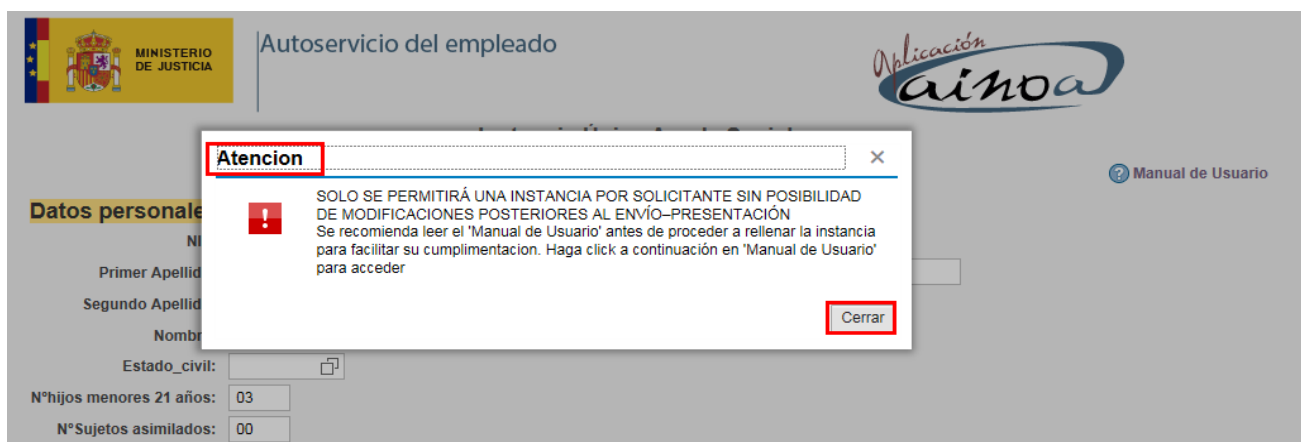 MINISTERIO
DE JUSTICIA
Autoservicio del empleado
Aplicación
ainoa
Atencion
Manual de Usuario
SOLO SE PERMITIRÁ UNA INSTANCIA POR SOLICITANTE SIN POSIBILIDAD
DE MODIFICACIONES POSTERIORES AL ENVÍO–PRESENTACIÓN
Se recomienda leer el 'Manual de Usuario' antes de proceder a rellenar la instancia
para facilitar su cumplimentacion. Haga click a continuación en 'Manual de Usuario'
para acceder
Cerrar
Datos personale
NI
Primer Apellid
Segundo Apellid
Nombr
Estado_civil:
Nºhijos menores 21 años: 03
NºSujetos asimilados: 00